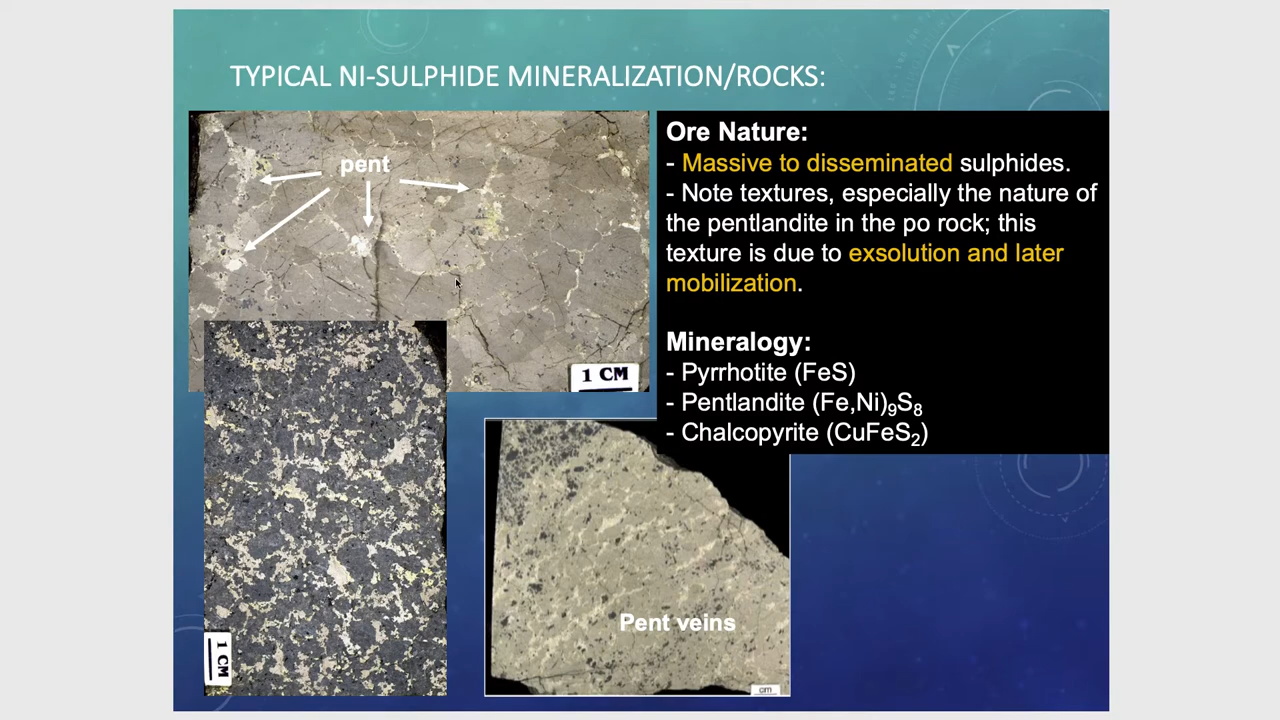 TYPICAL NI-SULPHIDE MINERALIZATION/ROCKS:
pent
1 CM
1 CM
Pent veins
cm
Ore Nature:
- Massive to disseminated sulphides.
- Note textures, especially the nature of
the pentlandite in the po rock; this
texture is due to exsolution and later
mobilization.
Mineralogy:
- Pyrrhotite (FeS)
- Pentlandite (Fe,Ni)₉S₈
- Chalcopyrite (CuFeS₂)